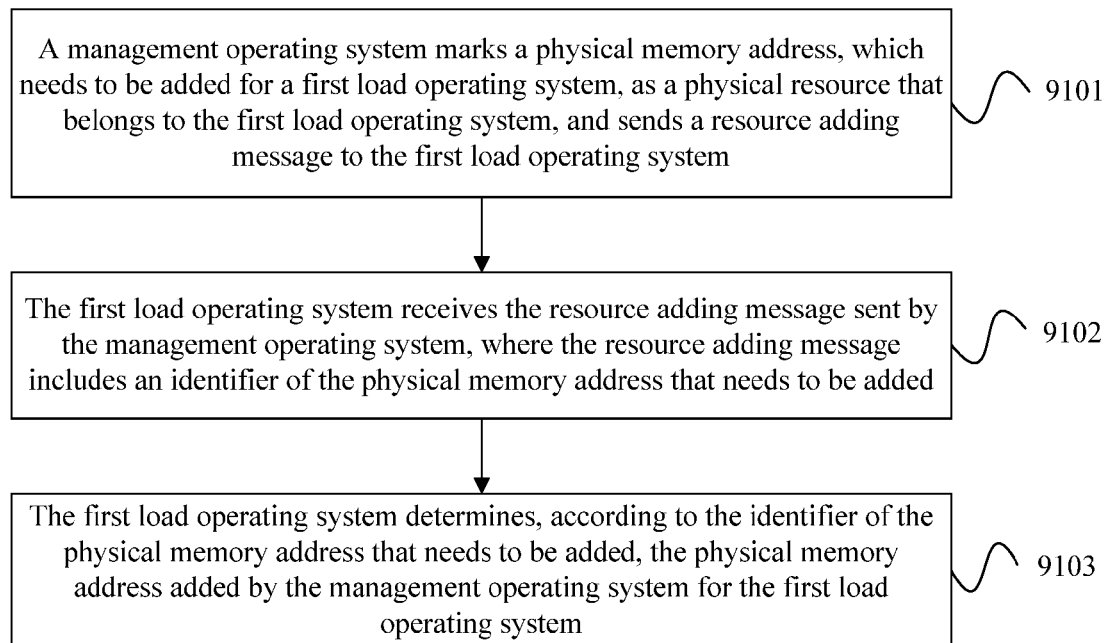 A management operating system marks a physical memory address, which
needs to be added for a first load operating system, as a physical resource that
belongs to the first load operating system, and sends a resource adding
message to the first load operating system
9101
The first load operating system receives the resource adding message sent by
the management operating system, where the resource adding message
includes an identifier of the physical memory address that needs to be added
9102
The first load operating system determines, according to the identifier of the
physical memory address that needs to be added, the physical memory
address added by the management operating system for the first load
operating system
9103